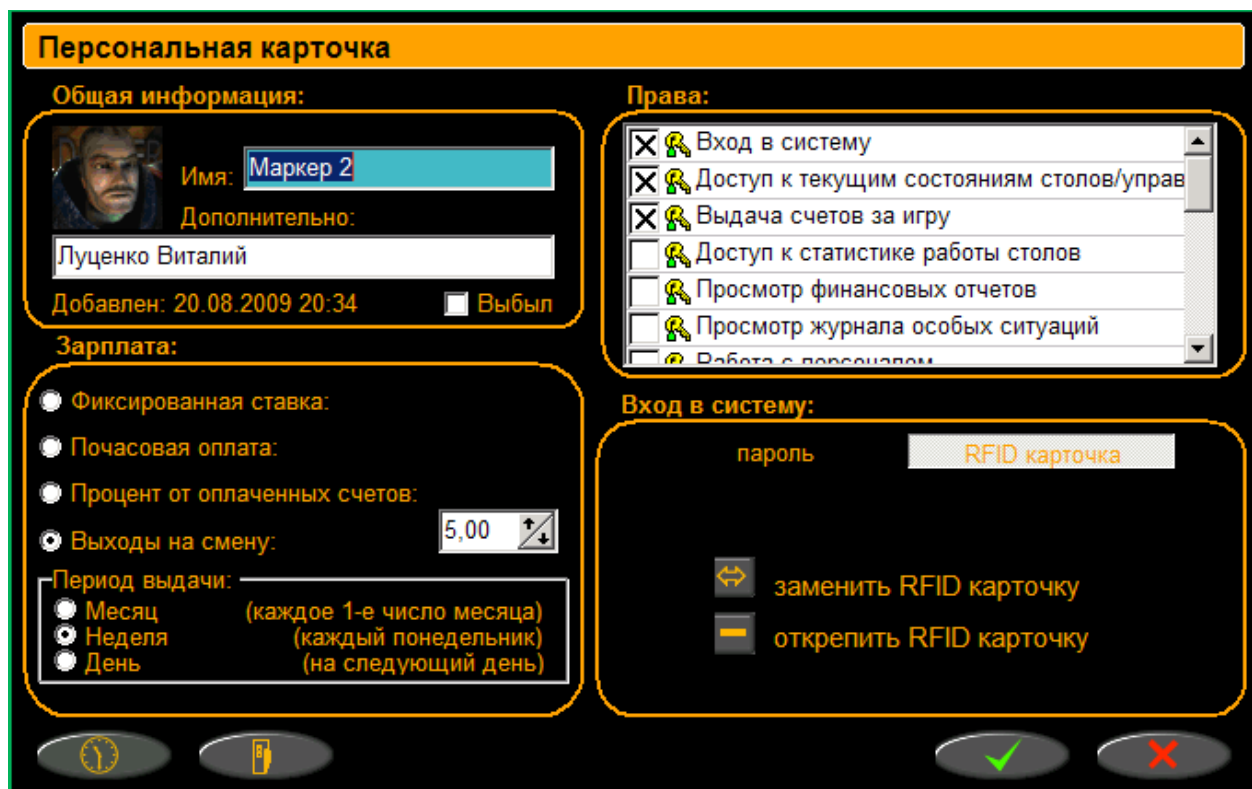 Персональная карточка
Общая информация:
Имя: Маркер 2
Дополнительно:
Луценко Виталий
Добавлен: 20.08.2009 20:34 Выбыл
Зарплата:
Фиксированная ставка:
Почасовая оплата:
Процент от оплаченных счетов:
Выходы на смену: 5,00
Период выдачи:
Месяц (каждое 1-е число месяца)
Неделя (каждый понедельник)
День (на следующий день)
Права:
Вход в систему
Доступ к текущим состояниям столов/управ
Выдача счетов за игру
Доступ к статистике работы столов
Просмотр финансовых отчетов
Просмотр журнала особых ситуаций
Работа с персоналом
Вход в систему:
пароль RFID карточка
заменить RFID карточку
открепить RFID карточку